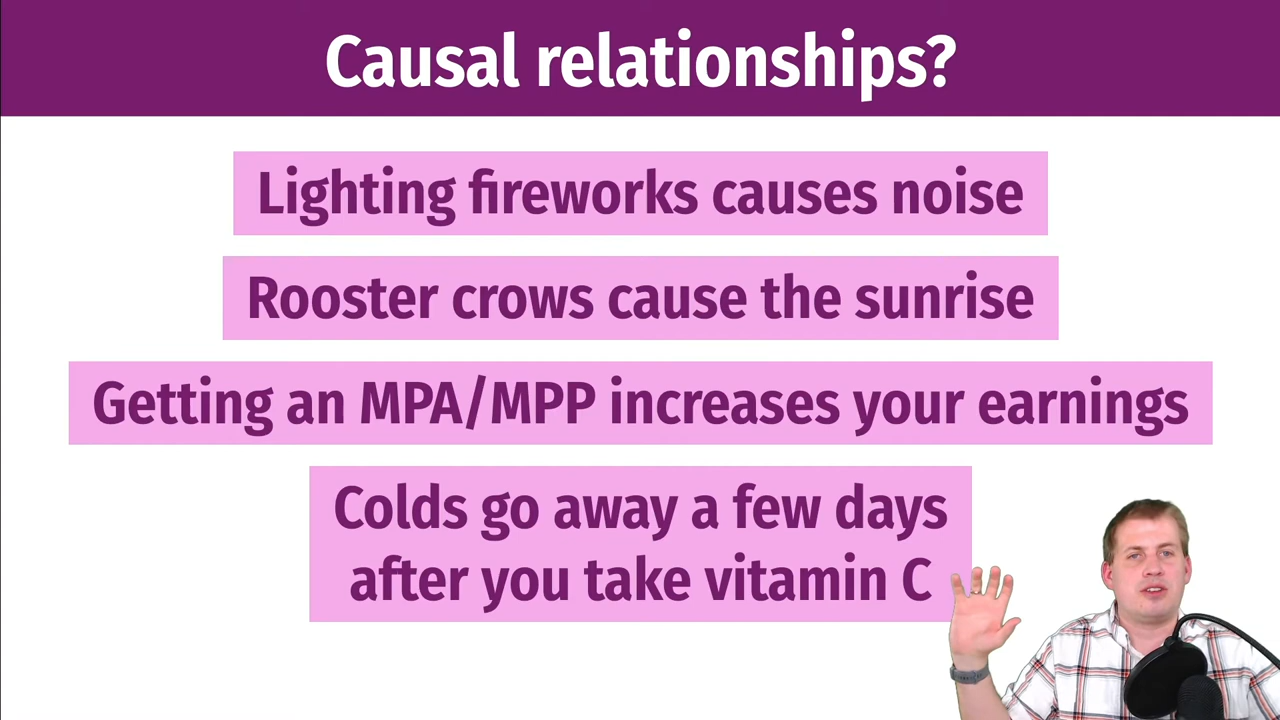 Causal relationships?
Lighting fireworks causes noise
Rooster crows cause the sunrise
Getting an MPA/MPP increases your earnings
Colds go away a few days
after you take vitamin C